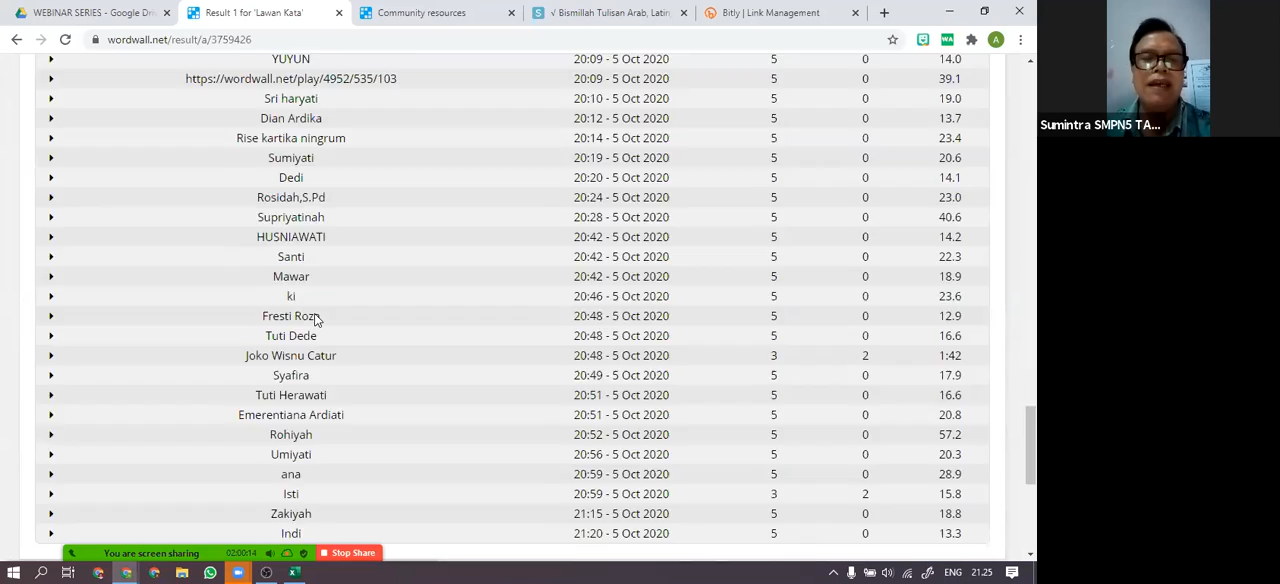 WEBINAR SERIES - Google Dri
Result 1 for 'Lawan Kata'
Community resources
√ Bismillah Tulisan Arab, Latin
Bitly | Link Management
wordwall.net/result/a/3759426
YUYUN 20:09 - 5 Oct 2020 5 0 14.0
https://wordwall.net/play/4952/535/103 20:09 - 5 Oct 2020 5 0 39.1
Sri haryati 20:10 - 5 Oct 2020 5 0 19.0
Dian Ardika 20:12 - 5 Oct 2020 5 0 13.7
Rise kartika ningrum 20:14 - 5 Oct 2020 5 0 23.4
Sumiyati 20:19 - 5 Oct 2020 5 0 20.6
Dedi 20:20 - 5 Oct 2020 5 0 14.1
Rosidah,S.Pd 20:24 - 5 Oct 2020 5 0 23.0
Supriyatinah 20:28 - 5 Oct 2020 5 0 40.6
HUSNIAWATI 20:42 - 5 Oct 2020 5 0 14.2
Santi 20:42 - 5 Oct 2020 5 0 22.3
Mawar 20:42 - 5 Oct 2020 5 0 18.9
ki 20:46 - 5 Oct 2020 5 0 23.6
Fresti Roza 20:48 - 5 Oct 2020 5 0 12.9
Tuti Dede 20:48 - 5 Oct 2020 5 0 16.6
Joko Wisnu Catur 20:48 - 5 Oct 2020 3 2 1:42
Syafira 20:49 - 5 Oct 2020 5 0 17.9
Tuti Herawati 20:51 - 5 Oct 2020 5 0 16.6
Emerentiana Ardiati 20:51 - 5 Oct 2020 5 0 20.8
Rohiyah 20:52 - 5 Oct 2020 5 0 57.2
Umiyati 20:56 - 5 Oct 2020 5 0 20.3
ana 20:59 - 5 Oct 2020 5 0 28.9
Isti 20:59 - 5 Oct 2020 3 2 15.8
Zakiyah 21:15 - 5 Oct 2020 5 0 18.8
Indi 21:20 - 5 Oct 2020 5 0 13.3
You are screen sharing 02:00:14 Stop Share
ENG 21.25
Sumintra SMPN5 TA...